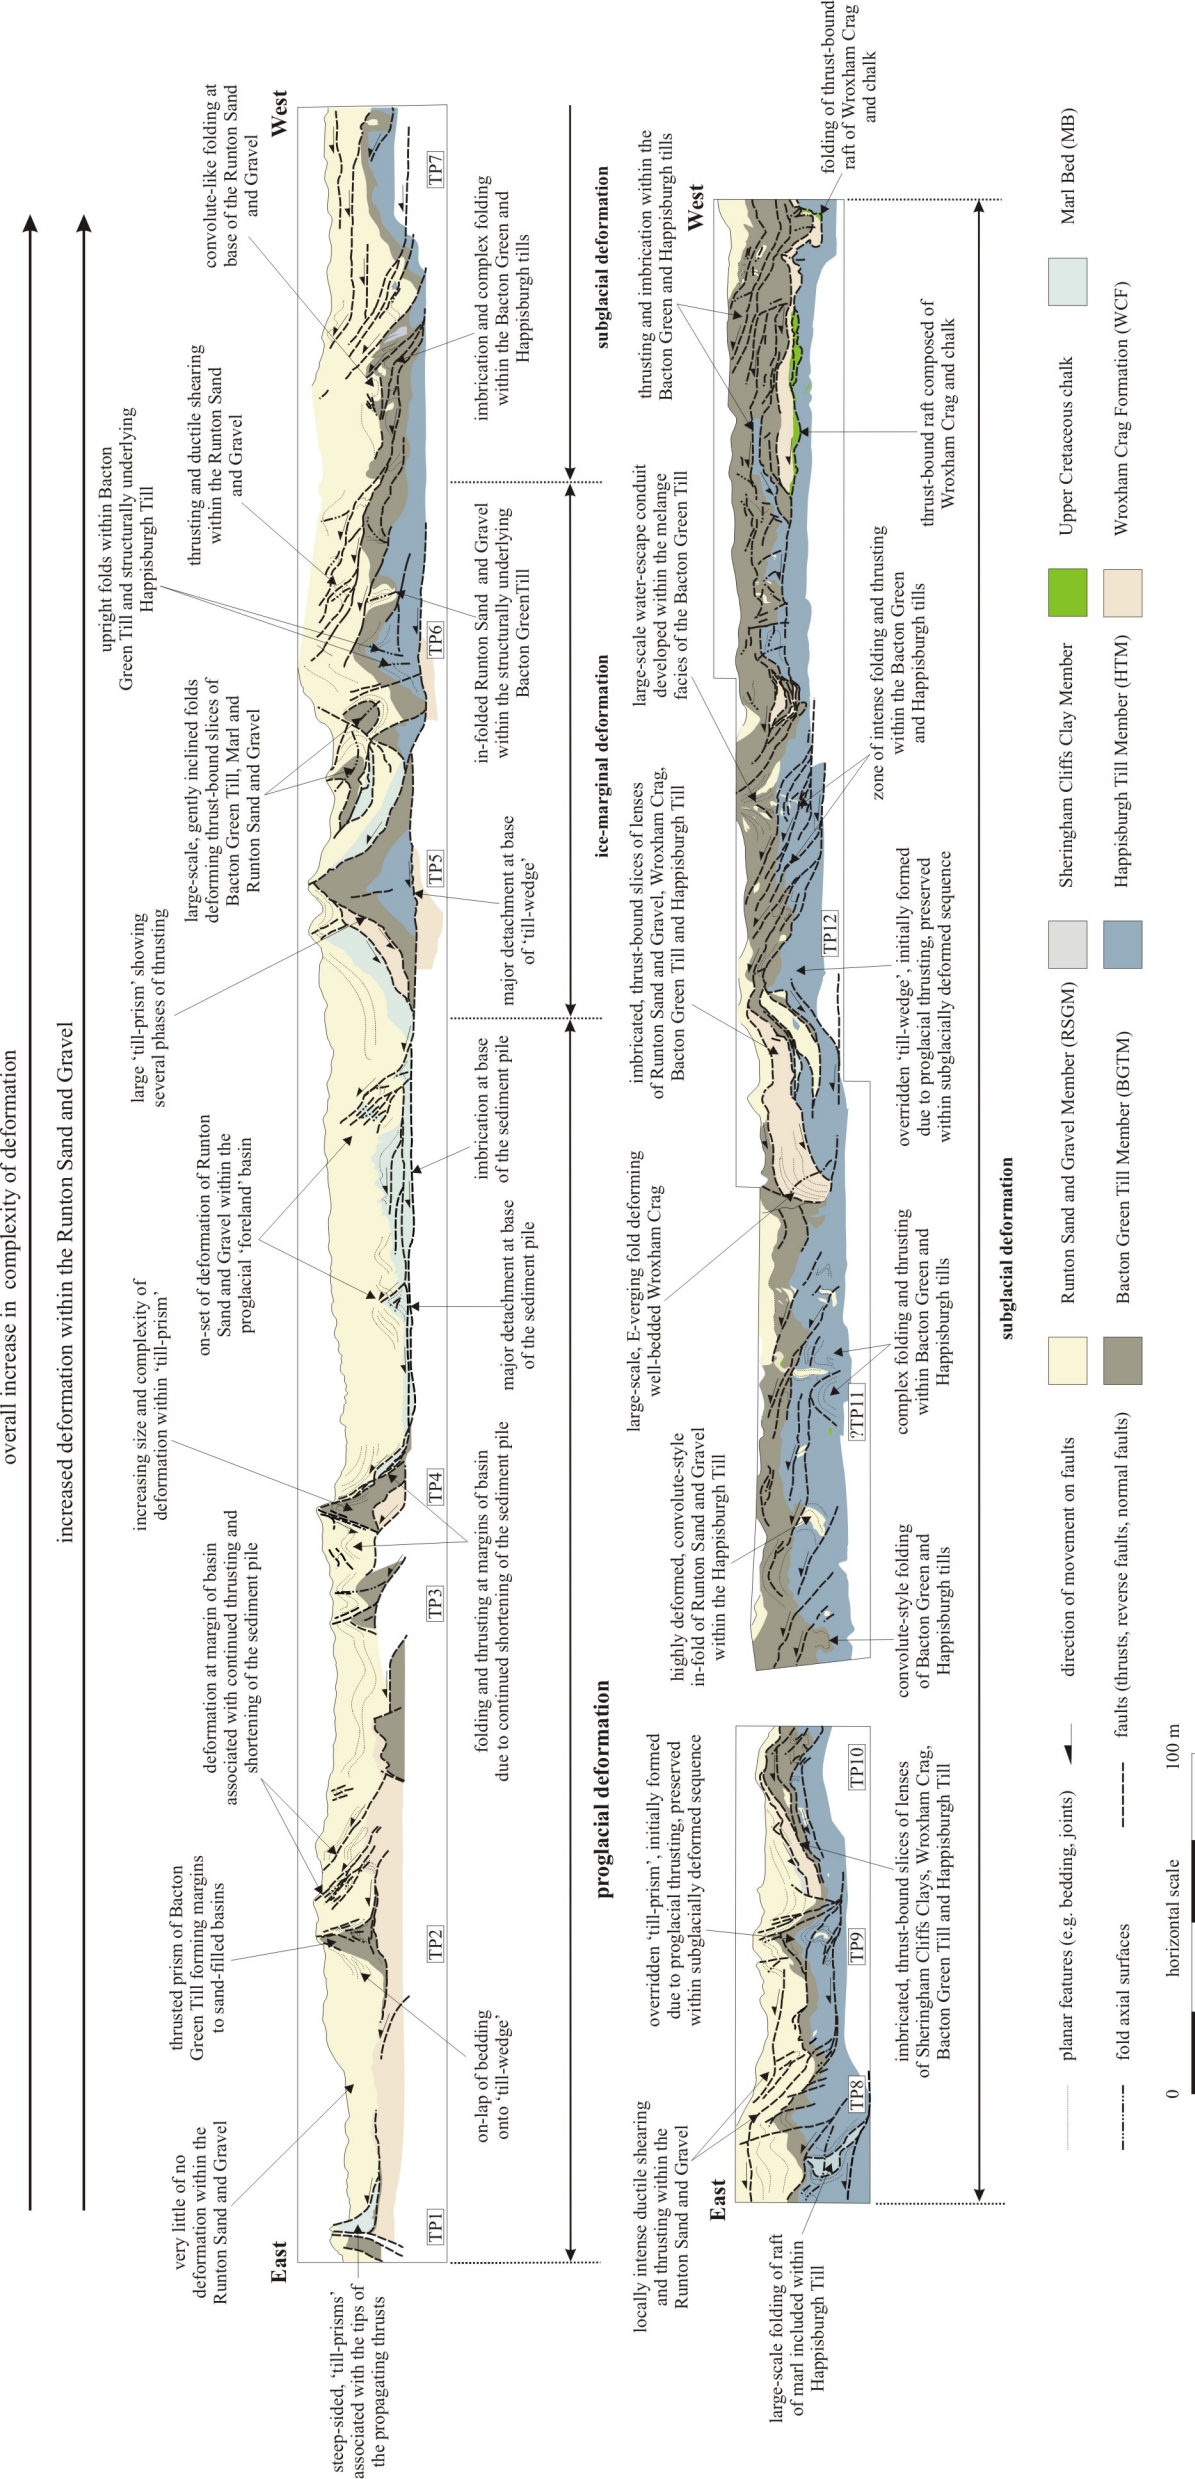 overall increase in complexity of deformation
increased deformation within the Runton Sand and Gravel
East
West
steep-sided, ‘till-prisms’
associated with the tips of
the propagating thrusts
very little of no
deformation within the
Runton Sand and Gravel
thrusted prism of Bacton
Green Till forming margins
to sand-filled basins
deformation at margin of basin
associated with continued thrusting and
shortening of the sediment pile
increasing size and complexity of
deformation within ‘till-prism’
on-set of deformation of Runton
Sand and Gravel within the
proglacial ‘foreland’ basin
large ‘till-prism’ showing
several phases of thrusting
large-scale, gently inclined folds
deforming thrust-bound slices of
Bacton Green Till, Marl and
Runton Sand and Gravel
upright folds within Bacton
Green Till and structurally underlying
Happisburgh Till
thrusting and ductile shearing
within the Runton Sand
and Gravel
convolute-like folding at
base of the Runton Sand
and Gravel
TP1
TP2
TP3
TP4
TP5
TP6
TP7
on-lap of bedding
onto ‘till-wedge’
folding and thrusting at margins of basin
due to continued shortening of the sediment pile
major detachment at base
of the sediment pile
imbrication at base
of the sediment pile
major detachment at base
of ‘till-wedge’
in-folded Runton Sand and Gravel
within the structurally underlying
Bacton GreenTill
imbrication and complex folding
within the Bacton Green and
Happisburgh tills
proglacial deformation
ice-marginal deformation
subglacial deformation
East
West
locally intense ductile shearing
and thrusting within the
Runton Sand and Gravel
overridden ‘till-prism’, initially formed
due to proglacial thrusting, preserved
within subglacially deformed sequence
highly deformed, convolute-style
in-fold of Runton Sand and Gravel
within the Happisburgh Till
large-scale, E-verging fold deforming
well-bedded Wroxham Crag
imbricated, thrust-bound slices of lenses
of Runton Sand and Gravel, Wroxham Crag,
Bacton Green Till and Happisburgh Till
large-scale water-escape conduit
developed within the melange
facies of the Bacton Green Till
thrusting and imbrication within the
Bacton Green and Happisburgh tills
folding of thrust-bound
raft of Wroxham Crag
and chalk
TP8
TP9
TP10
?TP11
TP12
large-scale folding of raft
of marl included within
Happisburgh Till
imbricated, thrust-bound slices of lenses
of Sheringham Cliffs Clays, Wroxham Crag,
Bacton Green Till and Happisburgh Till
convolute-style folding
of Bacton Green and
Happisburgh tills
complex folding and thrusting
within Bacton Green and
Happisburgh tills
overridden ‘till-wedge’, initially formed
due to proglacial thrusting, preserved
within subglacially deformed sequence
zone of intense folding and thrusting
within the Bacton Green
and Happisburgh tills
thrust-bound raft composed of
Wroxham Crag and chalk
subglacial deformation
planar features (e.g. bedding, joints)
direction of movement on faults
Runton Sand and Gravel Member (RSGM)
Sheringham Cliffs Clay Member
Upper Cretaceous chalk
Marl Bed (MB)
fold axial surfaces
faults (thrusts, reverse faults, normal faults)
Bacton Green Till Member (BGTM)
Happisburgh Till Member (HTM)
Wroxham Crag Formation (WCF)
0
horizontal scale
100 m